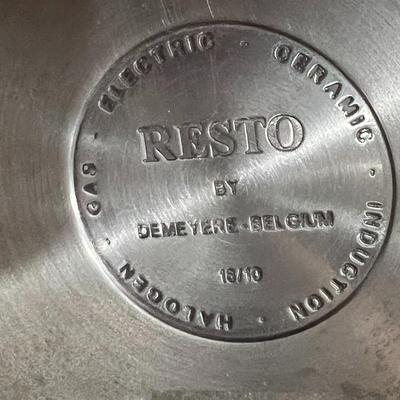 GAS · ELECTRIC · CERAMIC · INDUCTION · HALOGEN ·
RESTO
BY
DEMEYERE - BELGIUM
18/10